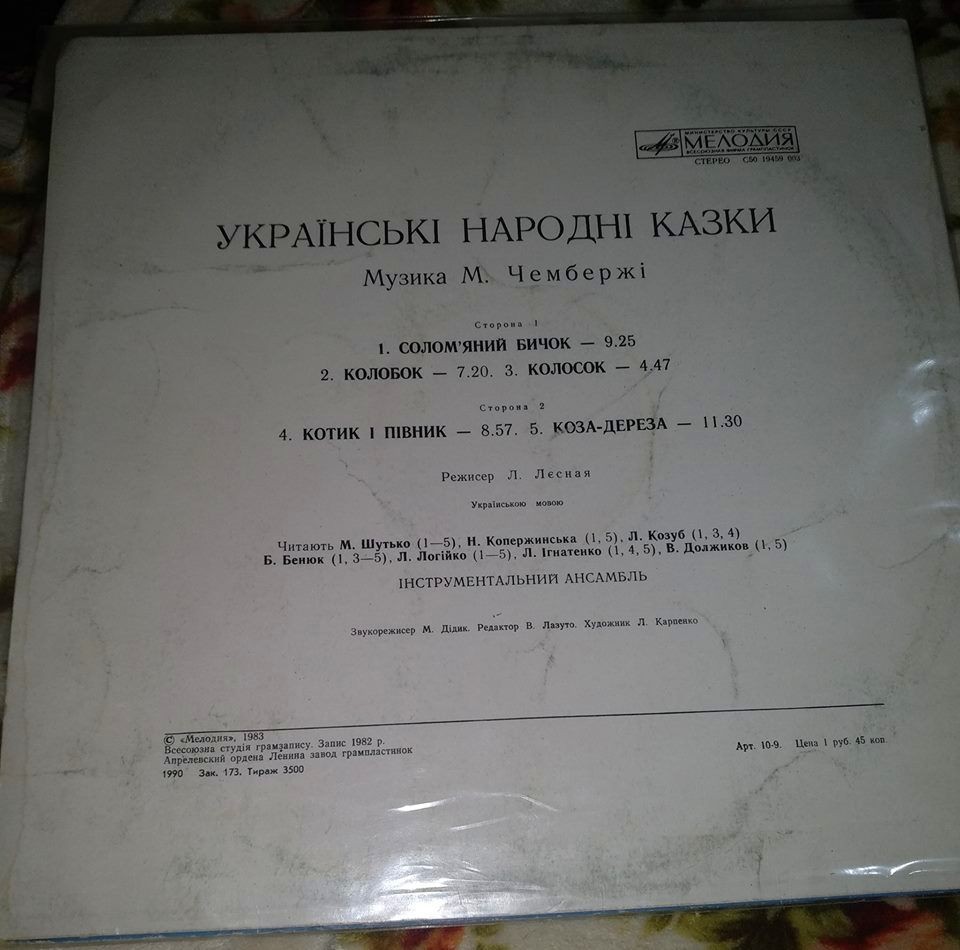 МИНИСТЕРСТВО КУЛЬТУРЫ СССР
МЕЛОДИЯ
ВСЕСОЮЗНАЯ ФИРМА ГРАМПЛАСТИНОК
СТЕРЕО С50 19459 003
УКРАЇНСЬКІ НАРОДНІ КАЗКИ
Музика М. Чембержі
Сторона 1
1. СОЛОМ'ЯНИЙ БИЧОК — 9.25
2. КОЛОБОК — 7.20. 3. КОЛОСОК — 4.47
Сторона 2
4. КОТИК І ПІВНИК — 8.57. 5. КОЗА-ДЕРЕЗА — 11.30
Режисер Л. Лєсная
Українською мовою
Читають М. Шутько (1—5), Н. Копержинська (1, 5), Л. Козуб (1, 3, 4)
Б. Бенюк (1, 3—5), Л. Логійко (1—5), Л. Ігнатенко (1, 4, 5), В. Должиков (1, 5)
ІНСТРУМЕНТАЛЬНИЙ АНСАМБЛЬ
Звукорежисер М. Дідик. Редактор В. Лазуто. Художник Л. Карпенко
© «Мелодия», 1983
Всесоюзна студія грамзапису. Запис 1982 р.
Апрелевский ордена Ленина завод грампластинок
1990 Зак. 173. Тираж 3500
Арт. 10-9. Цена 1 руб. 45 коп.